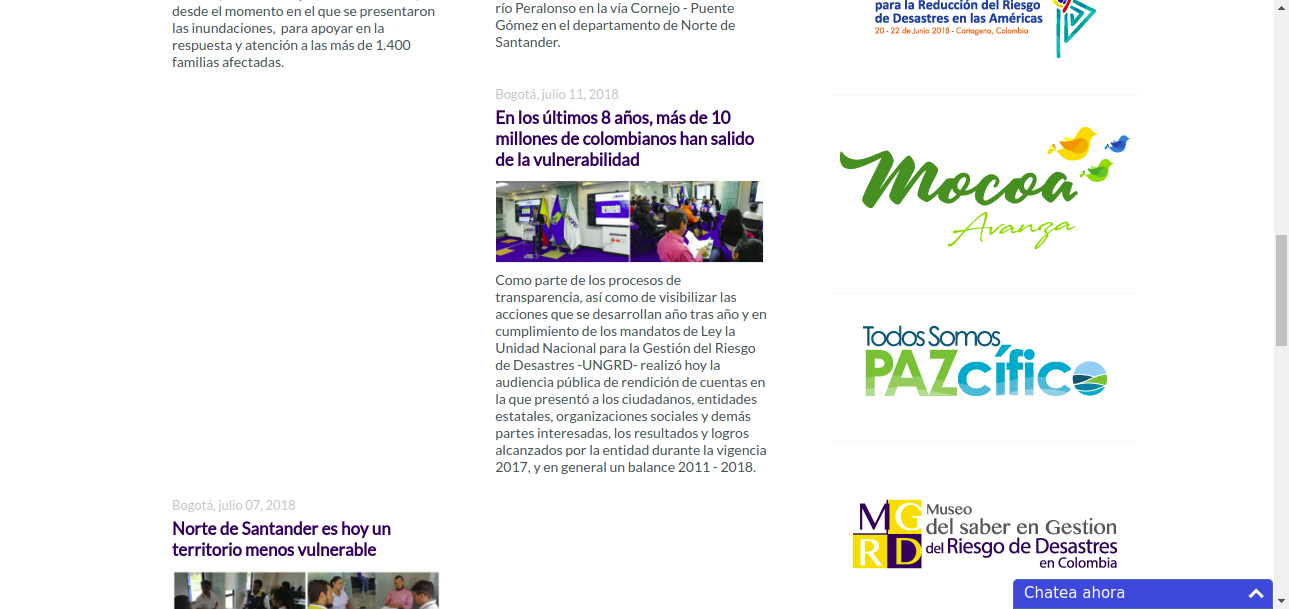 desde el momento en el que se presentaron
las inundaciones, para apoyar en la
respuesta y atención a las más de 1.400
familias afectadas.
río Peralonso en la vía Cornejo - Puente
Gómez en el departamento de Norte de
Santander.
Bogotá, julio 11, 2018
En los últimos 8 años, más de 10
millones de colombianos han salido
de la vulnerabilidad
Como parte de los procesos de
transparencia, así como de visibilizar las
acciones que se desarrollan año tras año y en
cumplimiento de los mandatos de Ley la
Unidad Nacional para la Gestión del Riesgo
de Desastres -UNGRD- realizó hoy la
audiencia pública de rendición de cuentas en
la que presentó a los ciudadanos, entidades
estatales, organizaciones sociales y demás
partes interesadas, los resultados y logros
alcanzados por la entidad durante la vigencia
2017, y en general un balance 2011 - 2018.
Bogotá, julio 07, 2018
Norte de Santander es hoy un
territorio menos vulnerable
para la Reducción del Riesgo
de Desastres en las Américas
20 - 22 de Junio 2018 - Cartagena, Colombia
Mocoa
Avanza
Todos Somos
PAZcífico
MG
RD
Museo
del saber en Gestion
del Riesgo de Desastres
en Colombia
Chatea ahora